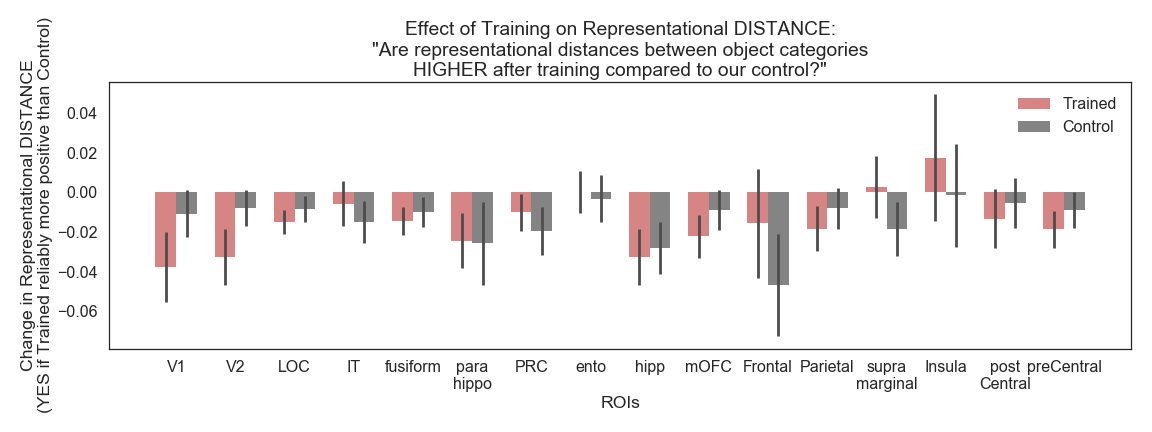 Effect of Training on Representational DISTANCE:
"Are representational distances between object categories
HIGHER after training compared to our control?"
Change in Representational DISTANCE
(YES if Trained reliably more positive than Control)
0.04
0.02
0.00
−0.02
−0.04
−0.06
Trained
Control
V1
V2
LOC
IT
fusiform
para
hippo
PRC
ento
hipp
mOFC
Frontal
Parietal
supra
marginal
Insula
post
Central
preCentral
ROIs